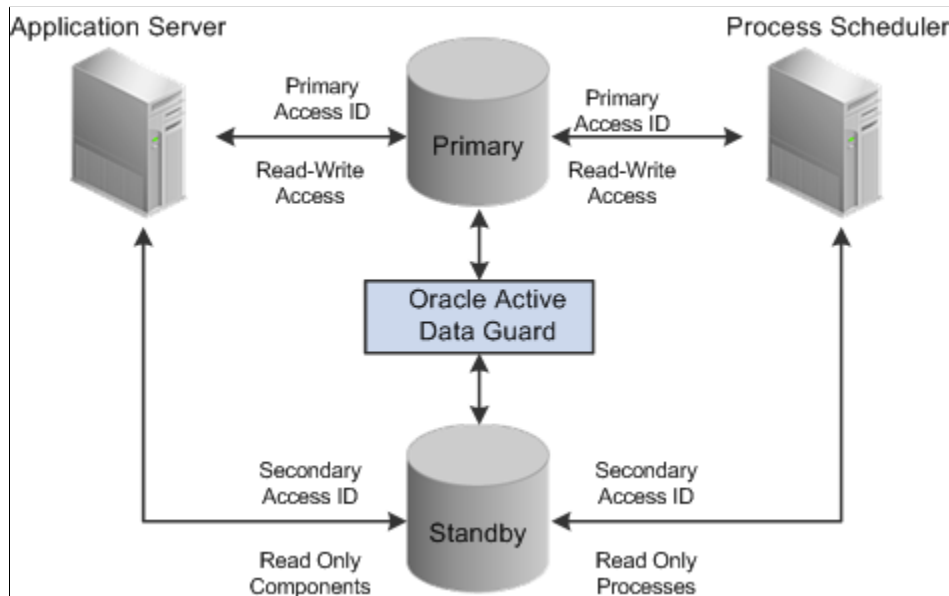 Application Server
Process Scheduler
Primary
Access ID
Read-Write
Access
Primary
Primary
Access ID
Read-Write
Access
Oracle Active
Data Guard
Secondary
Access ID
Read Only
Components
Standby
Secondary
Access ID
Read Only
Processes